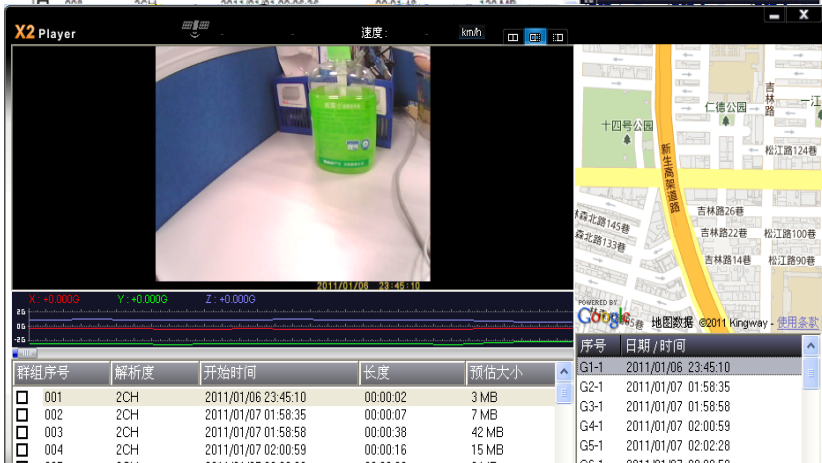 X2 Player
速度: - km/h
2011/01/06 23:45:10
X : +0.000G Y : +0.000G Z : +0.000G
2G
0G
-2G
群组序号 解析度 开始时间 长度 预估大小
001 2CH 2011/01/06 23:45:10 00:00:02 3 MB
002 2CH 2011/01/07 01:58:35 00:00:07 7 MB
003 2CH 2011/01/07 01:58:58 00:00:38 42 MB
004 2CH 2011/01/07 02:00:59 00:00:16 15 MB
吉林路
仁德公园
一江
十四号公园
松江路124巷
新生高架道路
吉林路26巷
林森北路145巷
吉林路22巷
松江路100巷
森北路133巷
吉林路14巷
松江路90巷
POWERED BY
Google
5巷
地图数据 ©2011 Kingway - 使用条款
序号 日期/时间
G1-1 2011/01/06 23:45:10
G2-1 2011/01/07 01:58:35
G3-1 2011/01/07 01:58:58
G4-1 2011/01/07 02:00:59
G5-1 2011/01/07 02:02:28